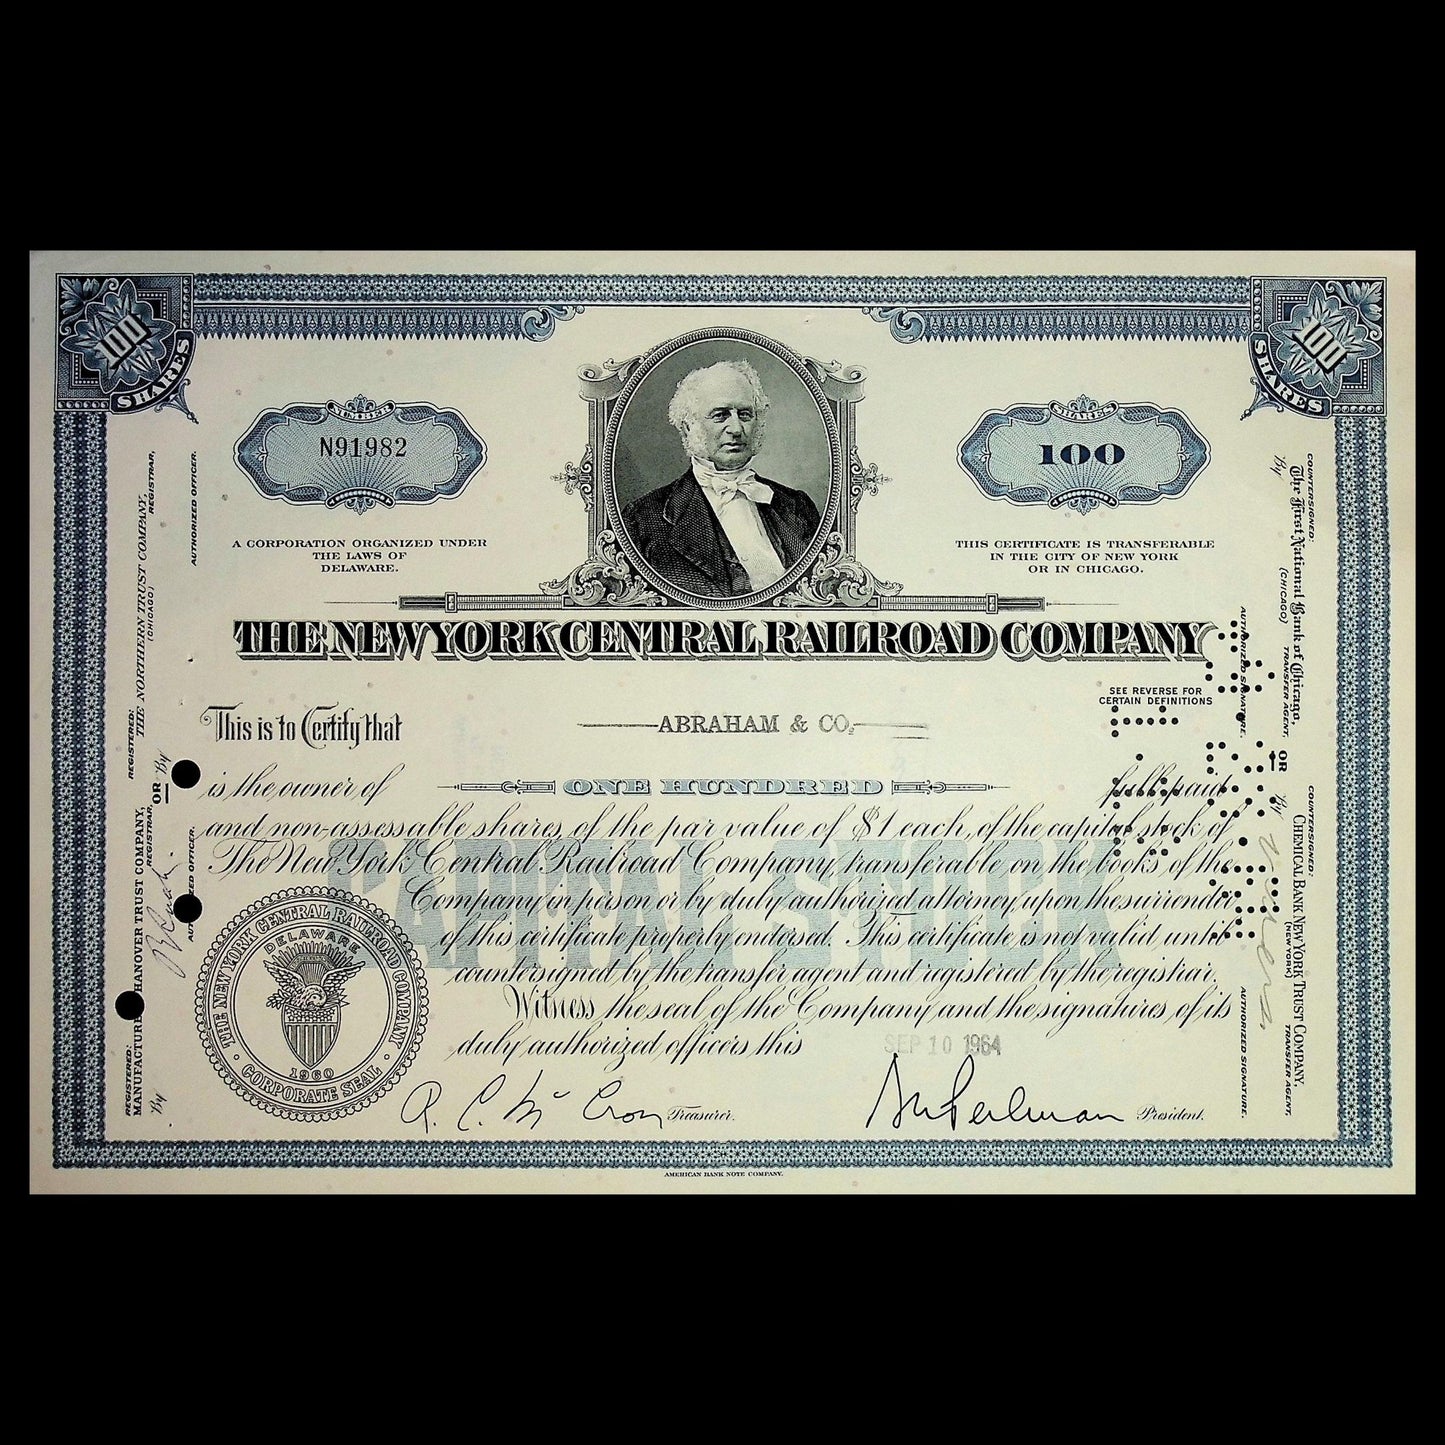 100
SHARES
100
SHARES
NUMBER
N91982
SHARES
100
A CORPORATION ORGANIZED UNDER
THE LAWS OF
DELAWARE.
THIS CERTIFICATE IS TRANSFERABLE
IN THE CITY OF NEW YORK
OR IN CHICAGO.
THE NEW YORK CENTRAL RAILROAD COMPANY
SEE REVERSE FOR
CERTAIN DEFINITIONS
This is to Certify that
ABRAHAM & CO.
is the owner of ONE HUNDRED full-paid
and non-assessable shares, of the par value of $1 each, of the capital stock of
The New York Central Railroad Company, transferable on the books of the
Company in person or by duly authorized attorney, upon the surrender
of this certificate properly endorsed. This certificate is not valid until
countersigned by the transfer agent and registered by the registrar.
Witness the seal of the Company and the signatures of its
duly authorized officers this SEP 10 1964
CAPITAL STOCK
Treasurer.
President.
THE NEW YORK CENTRAL RAILROAD COMPANY
DELAWARE
1960
CORPORATE SEAL
REGISTERED:
THE NORTHERN TRUST COMPANY,
(CHICAGO) REGISTRAR,
By
AUTHORIZED OFFICER.
OR
REGISTERED:
MANUFACTURERS HANOVER TRUST COMPANY,
REGISTRAR,
By
AUTHORIZED OFFICER.
COUNTERSIGNED:
The First National Bank of Chicago,
(CHICAGO) TRANSFER AGENT,
By
AUTHORIZED SIGNATURE.
OR
COUNTERSIGNED:
CHEMICAL BANK NEW YORK TRUST COMPANY,
(NEW YORK) TRANSFER AGENT,
By
AUTHORIZED SIGNATURE.
AMERICAN BANK NOTE COMPANY.